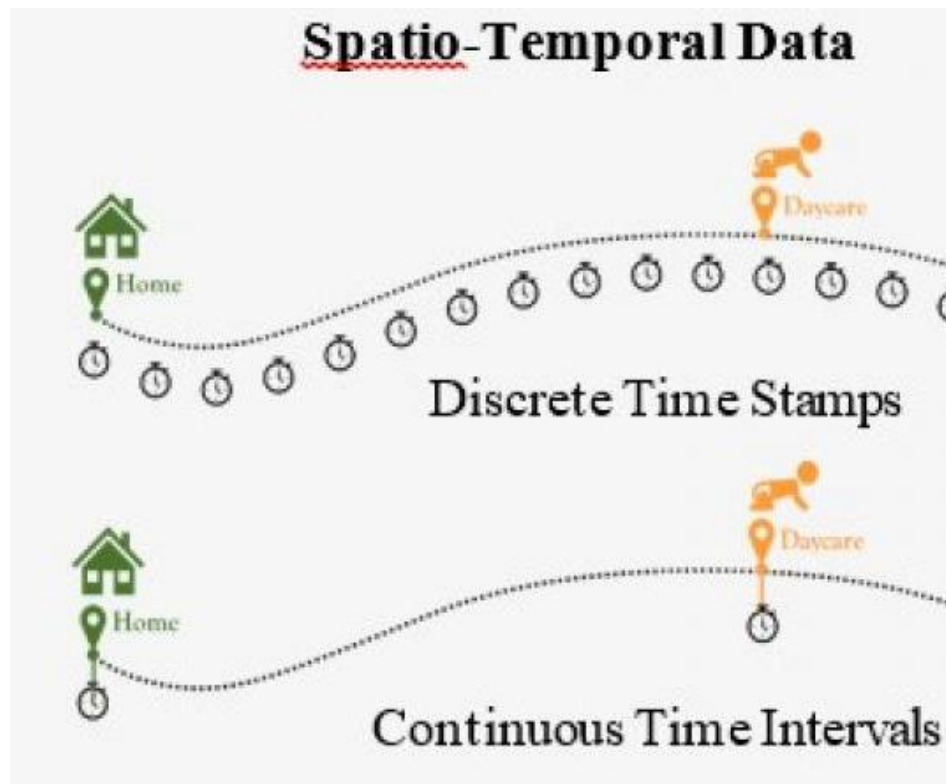 Spatio-Temporal Data
Daycare
Home
Discrete Time Stamps
Daycare
Home
Continuous Time Intervals